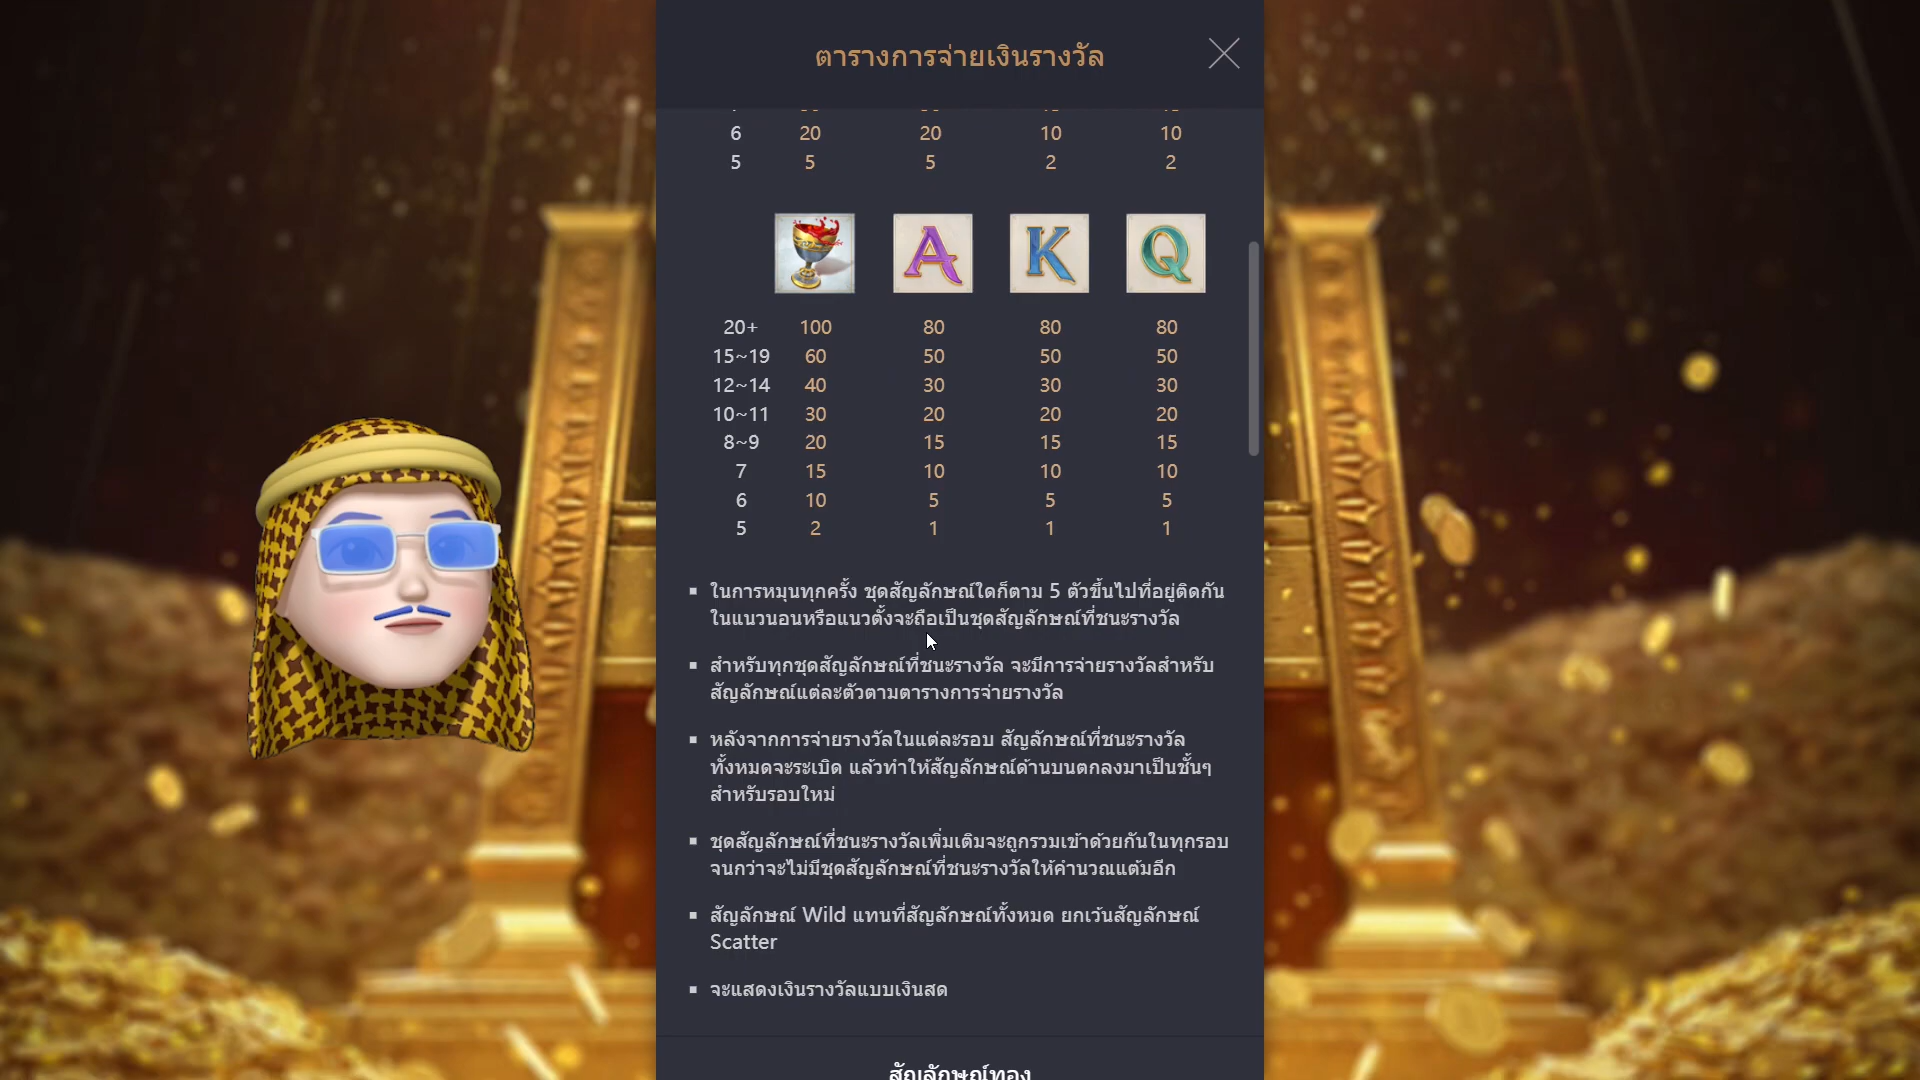 ตารางการจ่ายเงินรางวัล
6 20 20 10 10
5 5 5 2 2
A K Q
20+ 100 80 80 80
15~19 60 50 50 50
12~14 40 30 30 30
10~11 30 20 20 20
8~9 20 15 15 15
7 15 10 10 10
6 10 5 5 5
5 2 1 1 1
▪ ในการหมุนทุกครั้ง ชุดสัญลักษณ์ใดก็ตาม 5 ตัวขึ้นไปที่อยู่ติดกัน
ในแนวนอนหรือแนวตั้งจะถือเป็นชุดสัญลักษณ์ที่ชนะรางวัล
▪ สำหรับทุกชุดสัญลักษณ์ที่ชนะรางวัล จะมีการจ่ายรางวัลสำหรับ
สัญลักษณ์แต่ละตัวตามตารางการจ่ายรางวัล
▪ หลังจากการจ่ายรางวัลในแต่ละรอบ สัญลักษณ์ที่ชนะรางวัล
ทั้งหมดจะระเบิด แล้วทำให้สัญลักษณ์ด้านบนตกลงมาเป็นชั้นๆ
สำหรับรอบใหม่
▪ ชุดสัญลักษณ์ที่ชนะรางวัลเพิ่มเติมจะถูกรวมเข้าด้วยกันในทุกรอบ
จนกว่าจะไม่มีชุดสัญลักษณ์ที่ชนะรางวัลให้คำนวณแต้มอีก
▪ สัญลักษณ์ Wild แทนที่สัญลักษณ์ทั้งหมด ยกเว้นสัญลักษณ์
Scatter
▪ จะแสดงเงินรางวัลแบบเงินสด
สัญลักษณ์ทอง